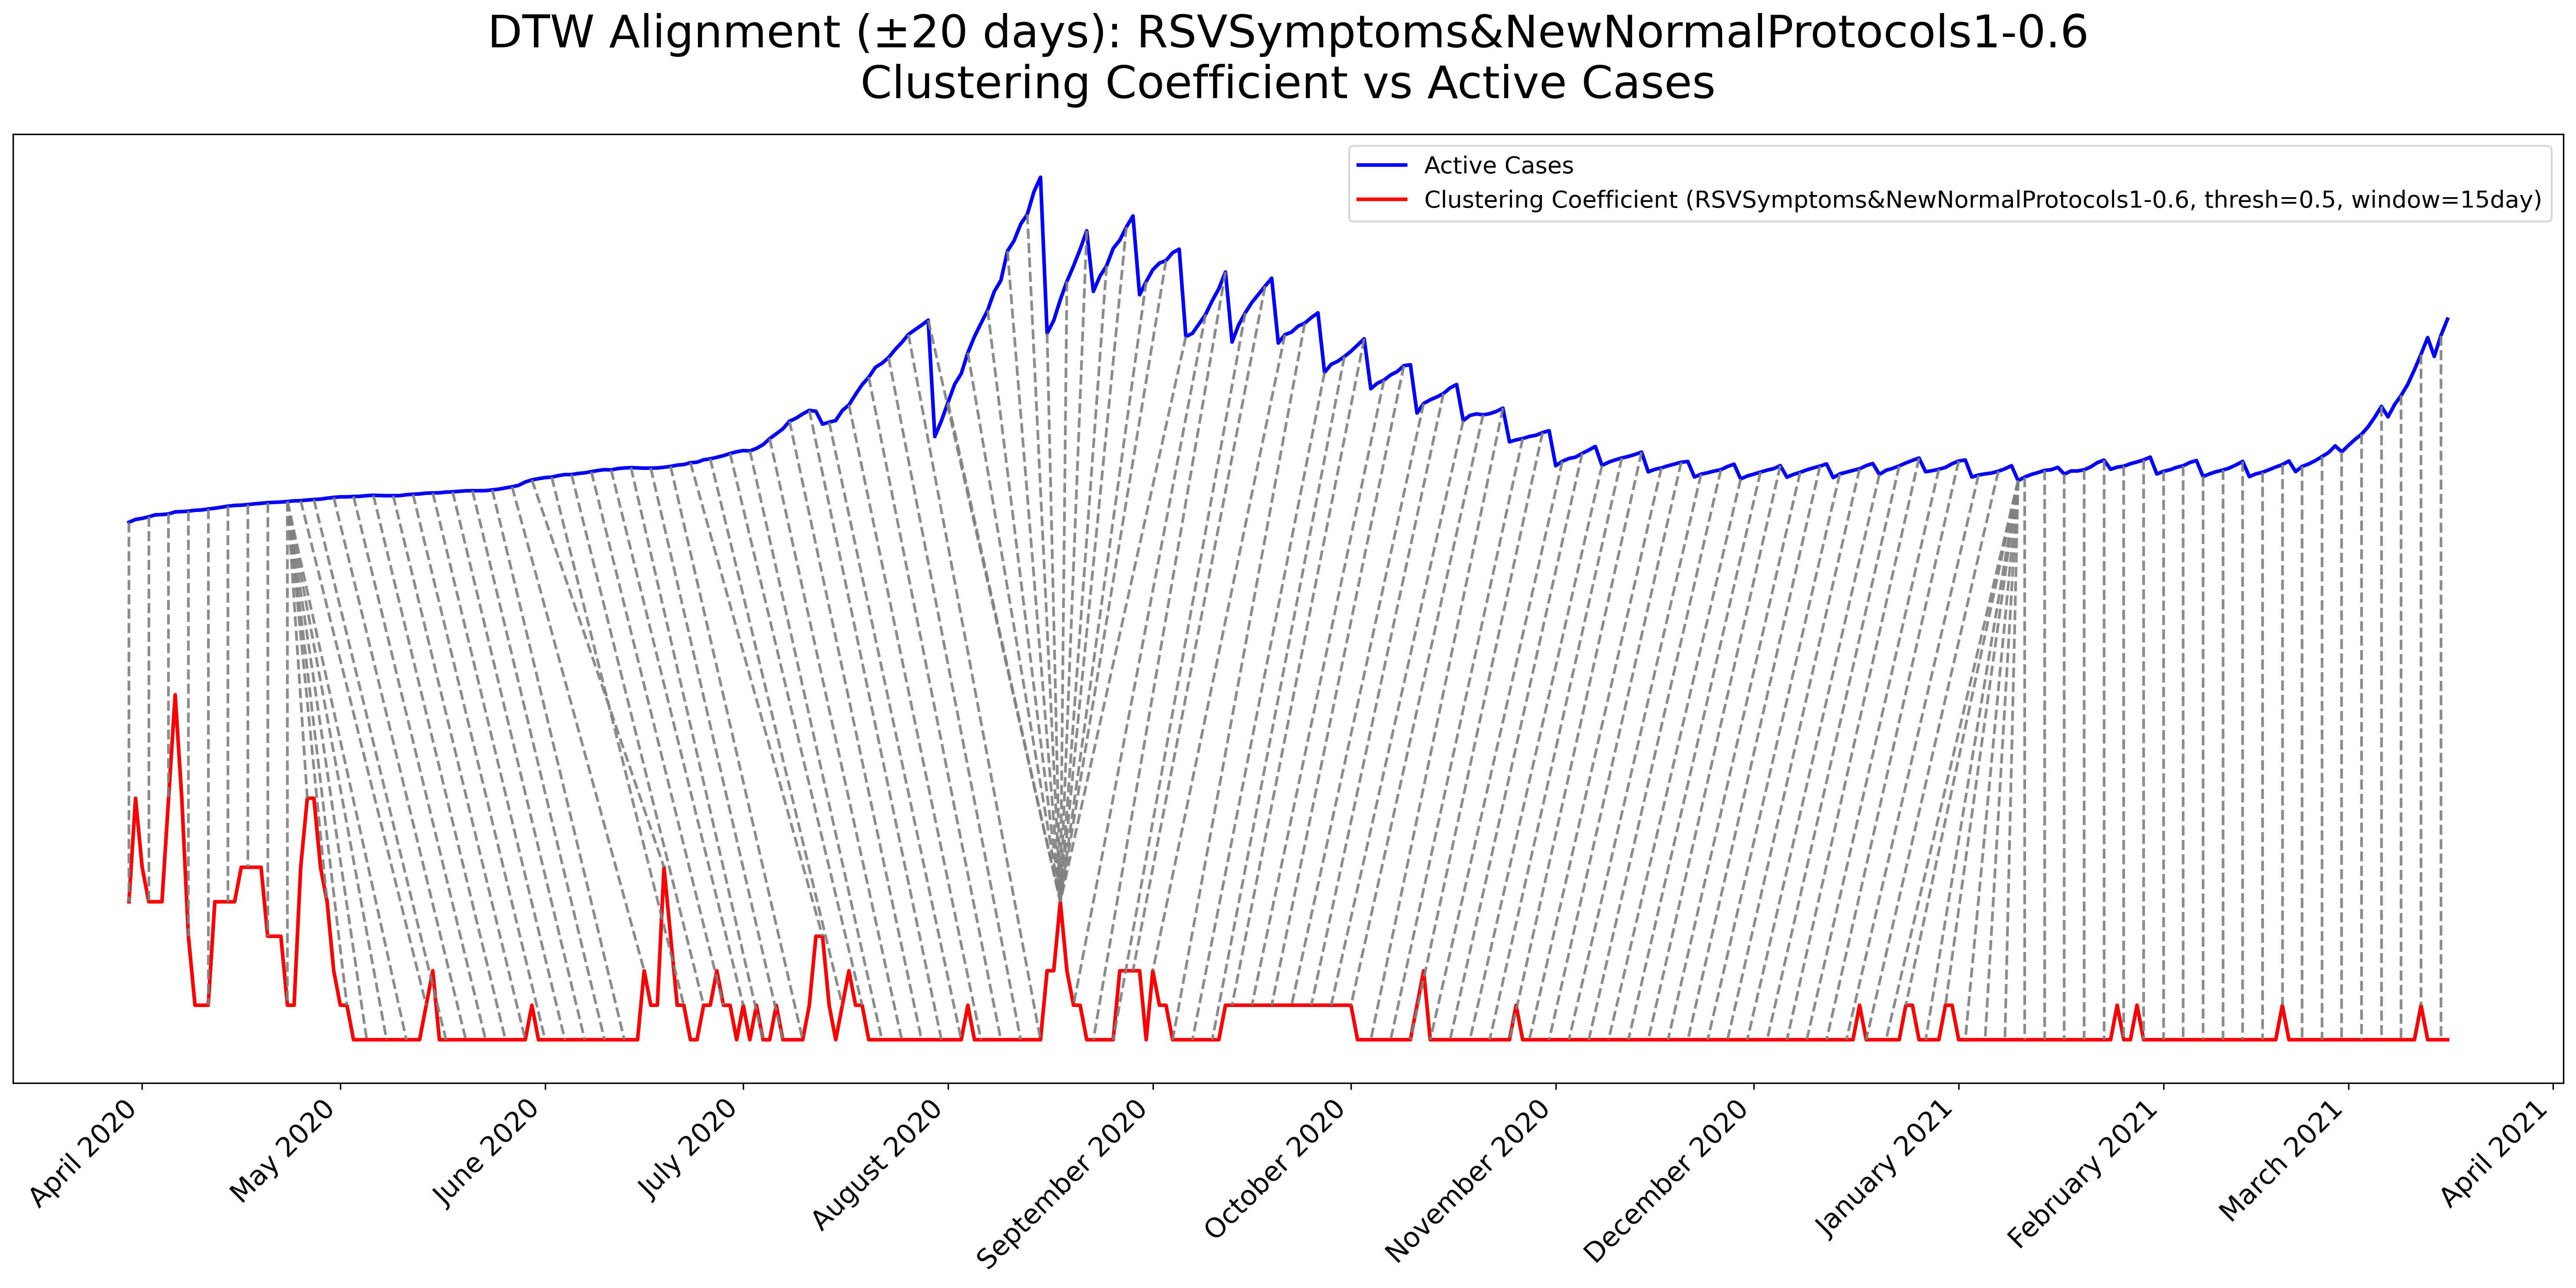 DTW Alignment (±20 days): RSVSymptoms&NewNormalProtocols1-0.6
Clustering Coefficient vs Active Cases
Active Cases
Clustering Coefficient (RSVSymptoms&NewNormalProtocols1-0.6, thresh=0.5, window=15day)
April 2020
May 2020
June 2020
July 2020
August 2020
September 2020
October 2020
November 2020
December 2020
January 2021
February 2021
March 2021
April 2021